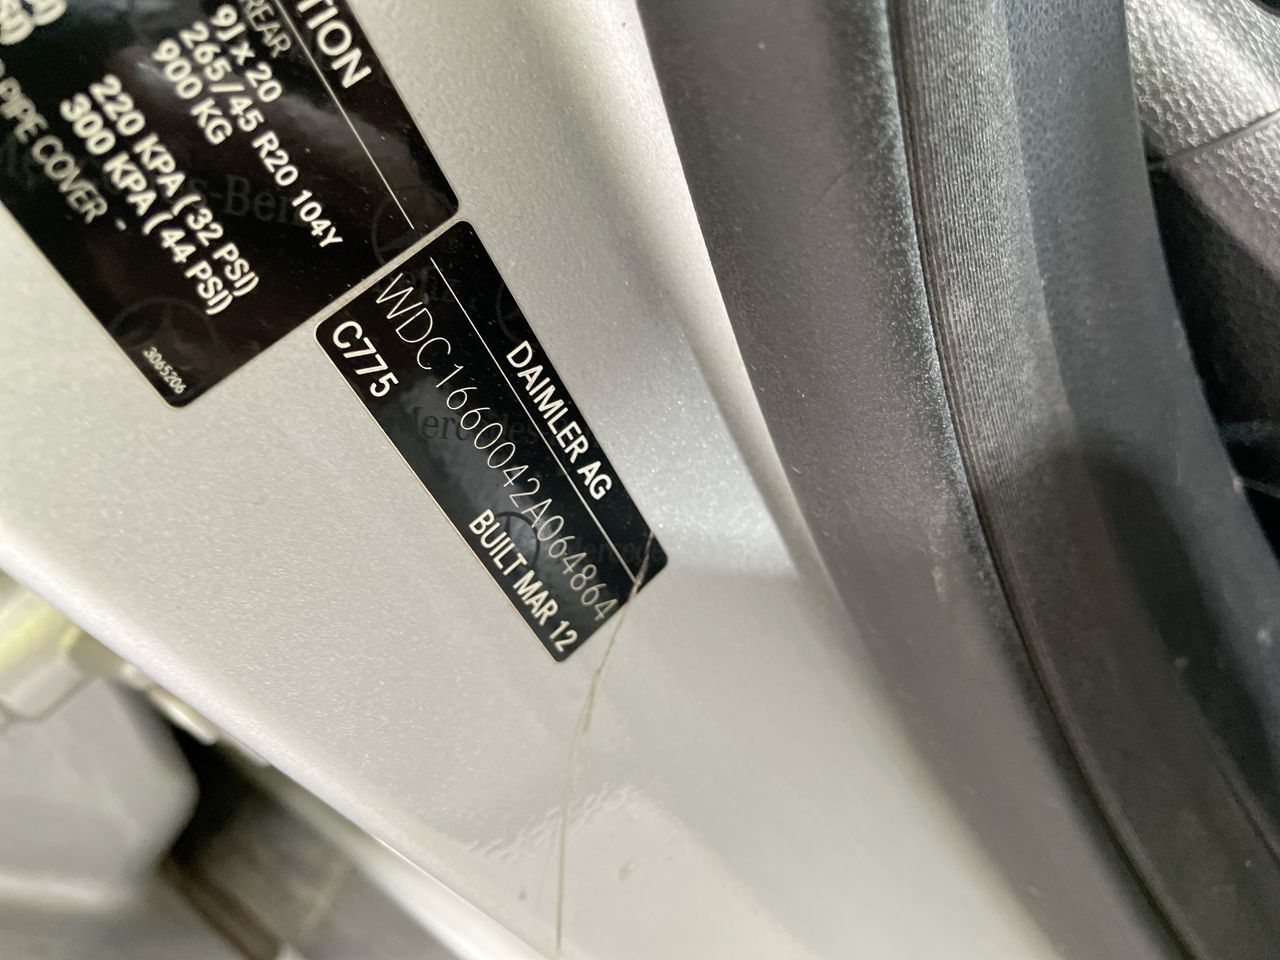 TION
REAR
9J x 20
265/45 R20 104Y
900 KG
220 KPA ( 32 PSI)
300 KPA ( 44 PSI)
PIPE COVER -
3065206
DAIMLER AG
WDC1660042A064864
C775
BUILT MAR 12